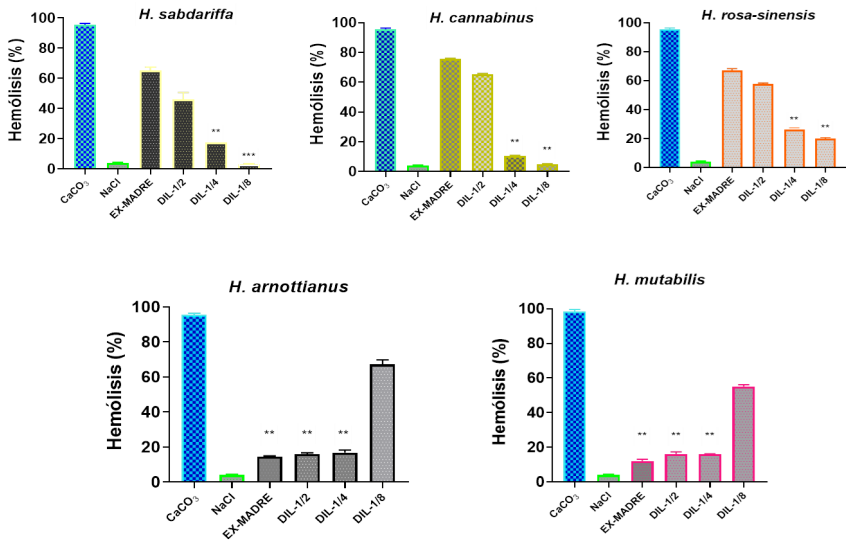 H. sabdariffa
Hemólisis (%)
100
80
60
40
20
0
**
***
CaCO₃
NaCl
EX-MADRE
DIL-1/2
DIL-1/4
DIL-1/8
H. cannabinus
Hemólisis (%)
100
80
60
40
20
0
**
**
CaCO₃
NaCl
EX-MADRE
DIL-1/2
DIL-1/4
DIL-1/8
H. rosa-sinensis
Hemólisis (%)
100
80
60
40
20
0
**
**
CaCO₃
NaCl
EX-MADRE
DIL-1/2
DIL-1/4
DIL-1/8
H. arnottianus
Hemólisis (%)
100
80
60
40
20
0
**
**
**
CaCO₃
NaCl
EX-MADRE
DIL-1/2
DIL-1/4
DIL-1/8
H. mutabilis
Hemólisis (%)
100
80
60
40
20
0
**
**
**
CaCO₃
NaCl
EX-MADRE
DIL-1/2
DIL-1/4
DIL-1/8